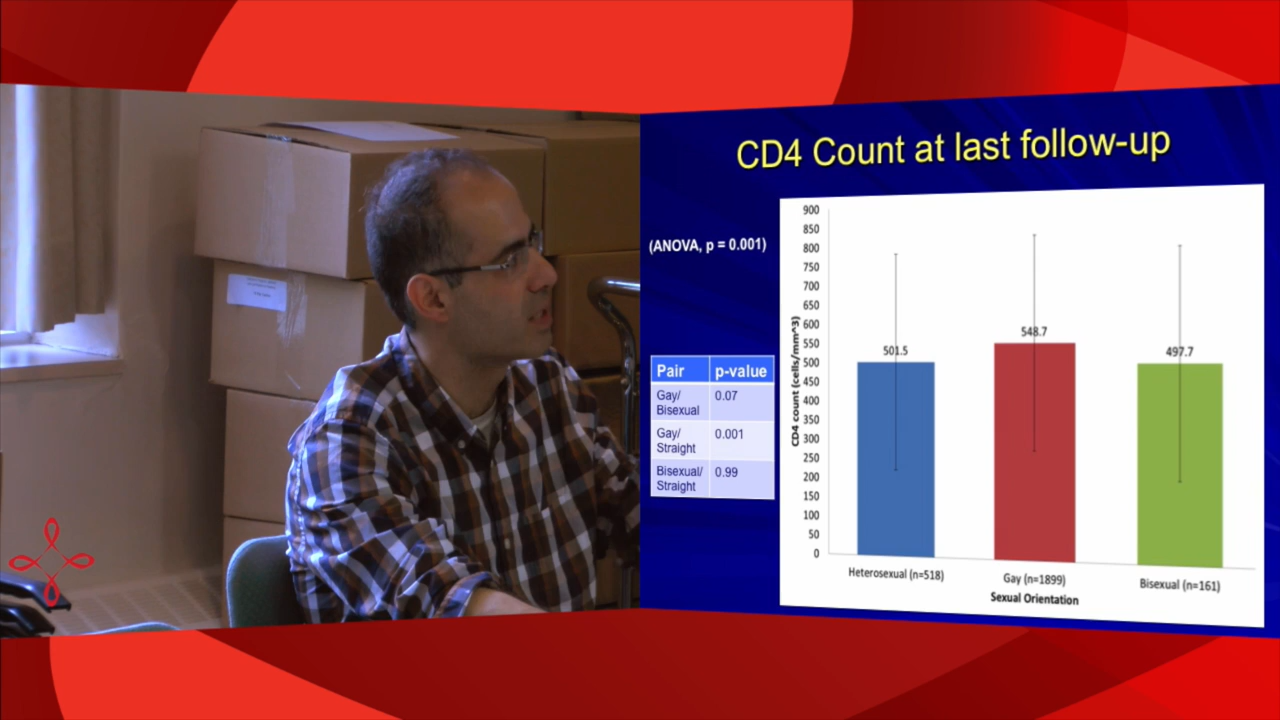 CD4 Count at last follow-up
(ANOVA, p = 0.001)
Pair p-value
Gay/
Bisexual 0.07
Gay/
Straight 0.001
Bisexual/
Straight 0.99
CD4 count (cells/mm^3)
900
850
800
750
700
650
600
550
500
450
400
350
300
250
200
150
100
50
0
501.5
548.7
497.7
Heterosexual (n=518)
Gay (n=1899)
Bisexual (n=161)
Sexual Orientation